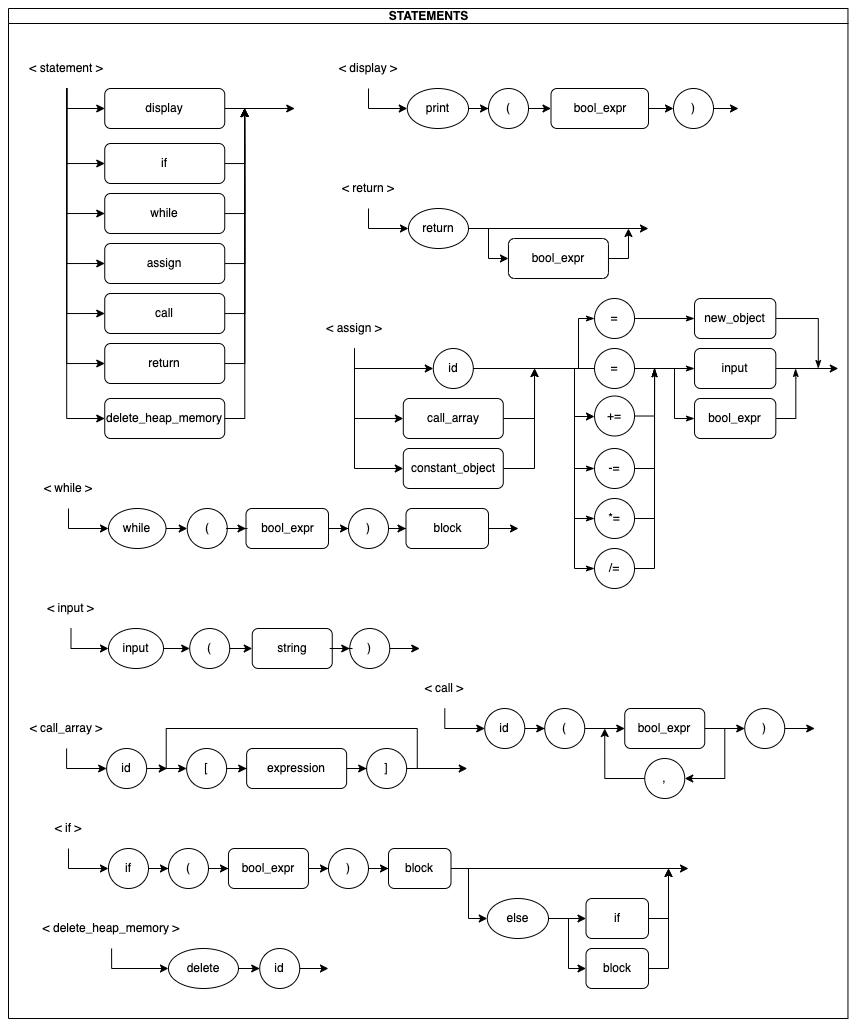 STATEMENTS
< statement >
display
if
while
assign
call
return
delete_heap_memory
< display >
print
(
bool_expr
)
< return >
return
bool_expr
< assign >
id
call_array
constant_object
=
new_object
=
input
+=
bool_expr
-=
*=
/=
< while >
while
(
bool_expr
)
block
< input >
input
(
string
)
< call >
id
(
bool_expr
)
,
< call_array >
id
[
expression
]
< if >
if
(
bool_expr
)
block
else
if
block
< delete_heap_memory >
delete
id